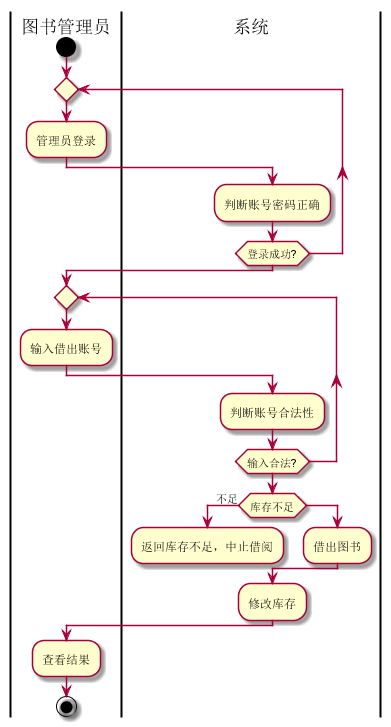 图书管理员
系统
管理员登录
判断账号密码正确
登录成功?
输入借出账号
判断账号合法性
输入合法?
不足
库存不足
返回库存不足，中止借阅
借出图书
修改库存
查看结果